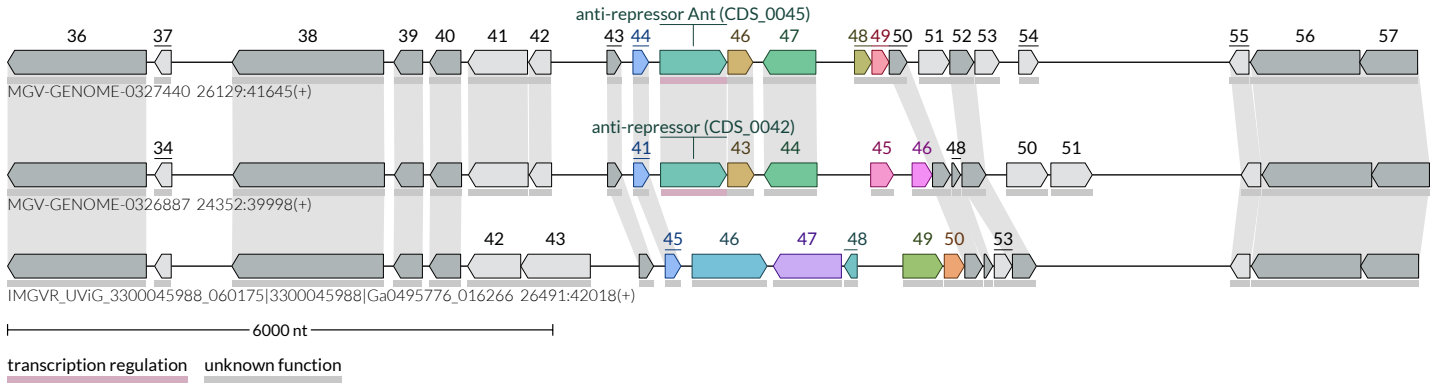 anti-repressor Ant (CDS_0045)
36 37 38 39 40 41 42 43 44 46 47 48 49 50 51 52 53 54 55 56 57
MGV-GENOME-0327440 26129:41645(+)
anti-repressor (CDS_0042)
34 41 43 44 45 46 48 50 51
MGV-GENOME-0326887 24352:39998(+)
42 43 45 46 47 48 49 50 53
IMGVR_UViG_3300045988_060175|3300045988|Ga0495776_016266 26491:42018(+)
6000 nt
transcription regulation unknown function